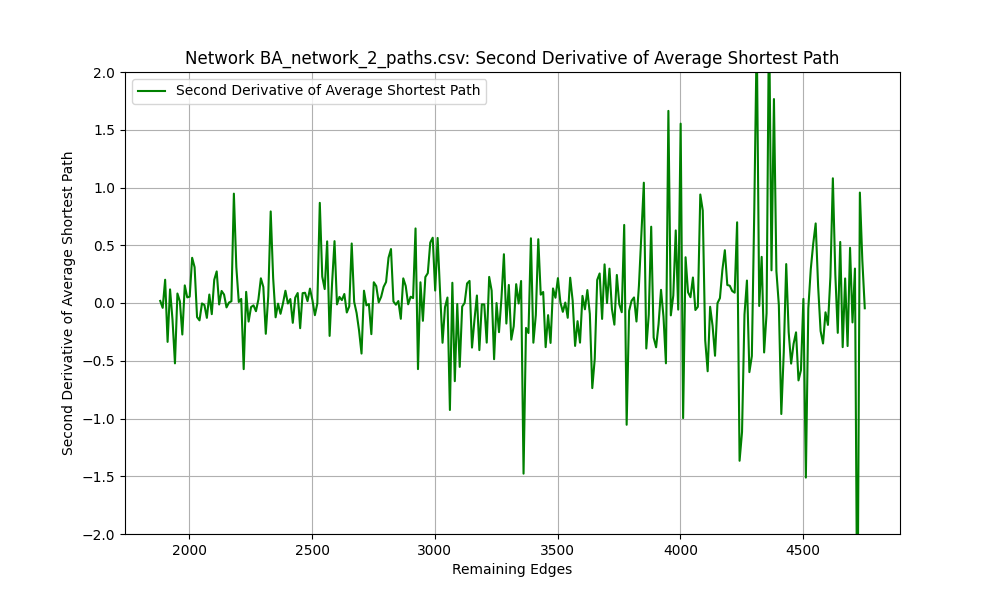 Network BA_network_2_paths.csv: Second Derivative of Average Shortest Path
Second Derivative of Average Shortest Path
2.0
1.5
1.0
0.5
0.0
−0.5
−1.0
−1.5
−2.0
Second Derivative of Average Shortest Path
2000 2500 3000 3500 4000 4500
Remaining Edges